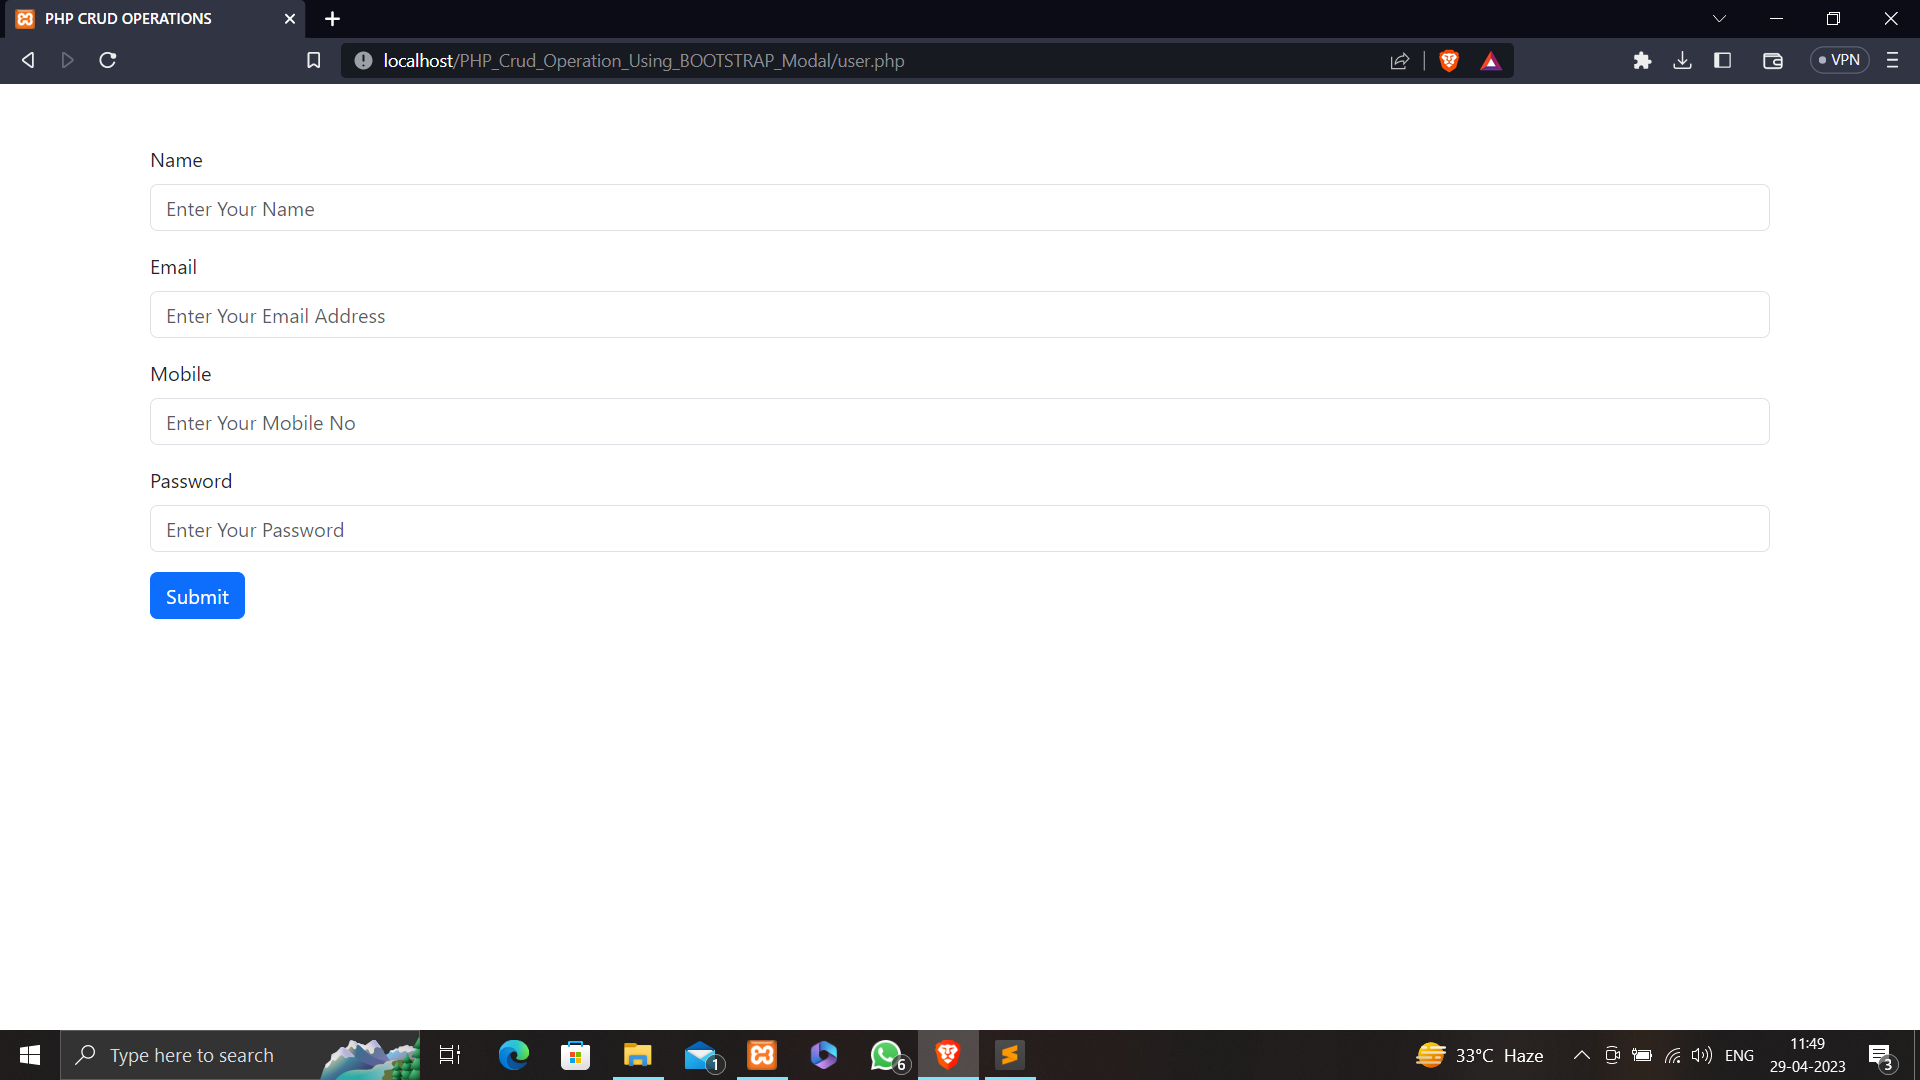 PHP CRUD OPERATIONS
localhost/PHP_Crud_Operation_Using_BOOTSTRAP_Modal/user.php
VPN
Name
Enter Your Name
Email
Enter Your Email Address
Mobile
Enter Your Mobile No
Password
Enter Your Password
Submit
Type here to search
1
6
33°C Haze
ENG
11:49
29-04-2023
3